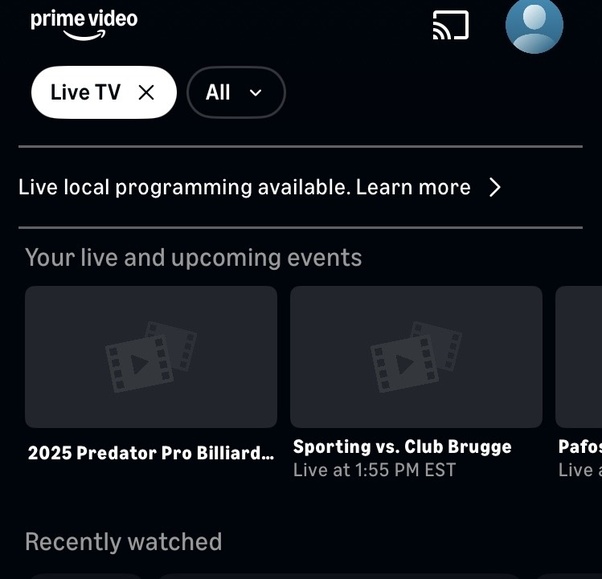 prime video
Live TV
All
Live local programming available. Learn more
Your live and upcoming events
2025 Predator Pro Billiard...
Sporting vs. Club Brugge
Live at 1:55 PM EST
Pafos
Live a
Recently watched